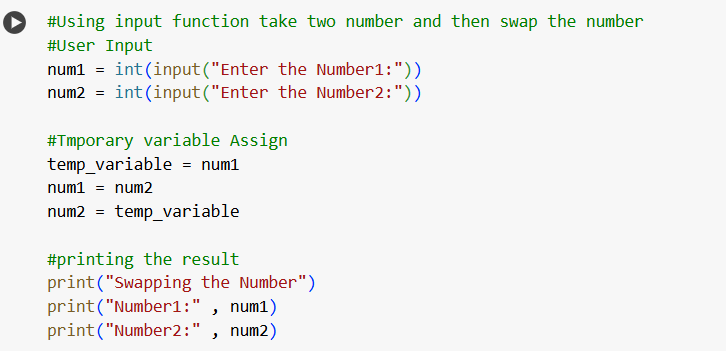 #Using input function take two number and then swap the number
#User Input
num1 = int(input("Enter the Number1:"))
num2 = int(input("Enter the Number2:"))
#Tmporary variable Assign
temp_variable = num1
num1 = num2
num2 = temp_variable
#printing the result
print("Swapping the Number")
print("Number1:" , num1)
print("Number2:" , num2)